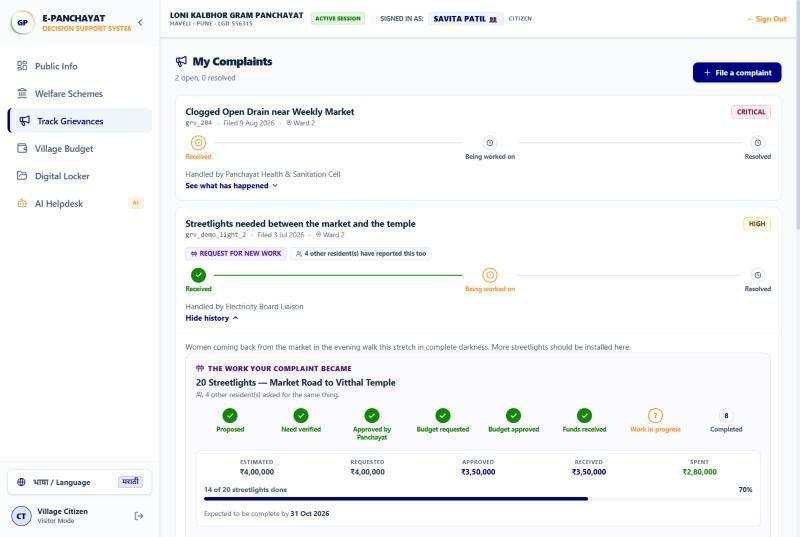 GP
E-PANCHAYAT
DECISION SUPPORT SYSTEM
Public Info
Welfare Schemes
Track Grievances
Village Budget
Digital Locker
AI Helpdesk
AI
भाषा / Language
मराठी
CT
Village Citizen
Visitor Mode
LONI KALBHOR GRAM PANCHAYAT
HAVELI · PUNE · LGD 556315
ACTIVE SESSION
SIGNED IN AS:
SAVITA PATIL
CITIZEN
← Sign Out
My Complaints
2 open, 0 resolved
+ File a complaint
Clogged Open Drain near Weekly Market
CRITICAL
grv_204 · Filed 9 Aug 2026 · Ward 2
Received
Being worked on
Resolved
Handled by Panchayat Health & Sanitation Cell
See what has happened
Streetlights needed between the market and the temple
HIGH
grv_demo_light_2 · Filed 3 Jul 2026 · Ward 2
REQUEST FOR NEW WORK
4 other resident(s) have reported this too
Received
Being worked on
Resolved
Handled by Electricity Board Liaison
Hide history
Women coming back from the market in the evening walk this stretch in complete darkness. More streetlights should be installed here.
THE WORK YOUR COMPLAINT BECAME
20 Streetlights — Market Road to Vitthal Temple
4 other resident(s) asked for the same thing.
7
8
Proposed
Need verified
Approved by Panchayat
Budget requested
Budget approved
Funds received
Work in progress
Completed
ESTIMATED
REQUESTED
APPROVED
RECEIVED
SPENT
₹4,00,000
₹4,00,000
₹3,50,000
₹3,50,000
₹2,80,000
14 of 20 streetlights done
70%
Expected to be complete by 31 Oct 2026